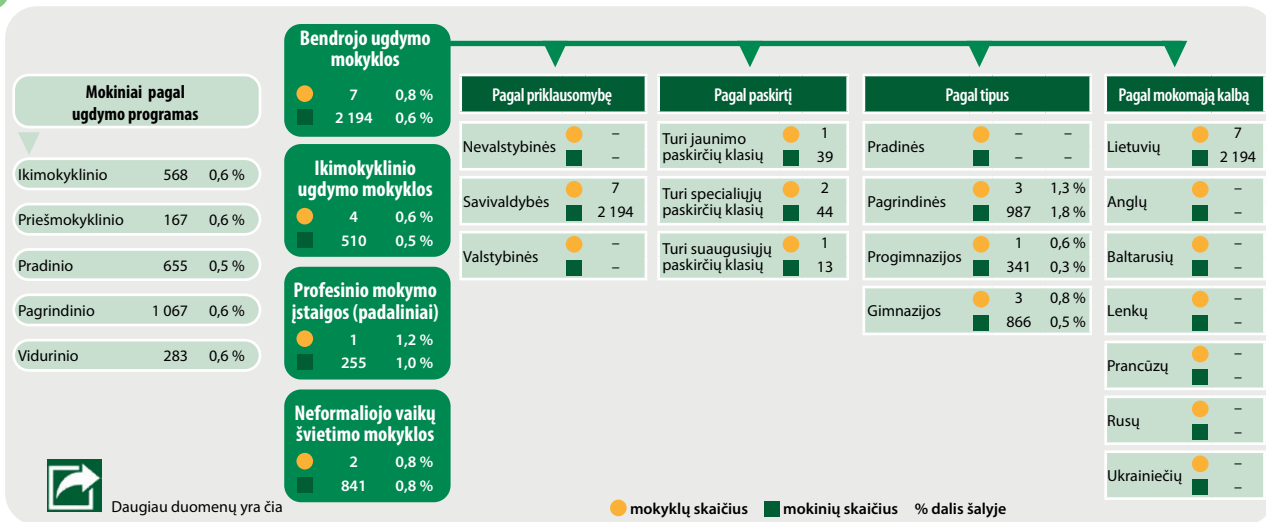 Mokiniai pagal
ugdymo programas
Ikimokyklinio 568 0,6 %
Priešmokyklinio 167 0,6 %
Pradinio 655 0,5 %
Pagrindinio 1 067 0,6 %
Vidurinio 283 0,6 %
Daugiau duomenų yra čia
Bendrojo ugdymo
mokyklos
7 0,8 %
2 194 0,6 %
Ikimokyklinio
ugdymo mokyklos
4 0,6 %
510 0,5 %
Profesinio mokymo
įstaigos (padaliniai)
1 1,2 %
255 1,0 %
Neformaliojo vaikų
švietimo mokyklos
2 0,8 %
841 0,8 %
Pagal priklausomybę
Nevalstybinės –
–
Savivaldybės 7
2 194
Valstybinės –
–
Pagal paskirtį
Turi jaunimo 1
paskirčių klasių 39
Turi specialiųjų 2
paskirčių klasių 44
Turi suaugusiųjų 1
paskirčių klasių 13
Pagal tipus
Pradinės – –
– –
Pagrindinės 3 1,3 %
987 1,8 %
Progimnazijos 1 0,6 %
341 0,3 %
Gimnazijos 3 0,8 %
866 0,5 %
Pagal mokomąją kalbą
Lietuvių 7
2 194
Anglų –
–
Baltarusių –
–
Lenkų –
–
Prancūzų –
–
Rusų –
–
Ukrainiečių –
–
mokyklų skaičius mokinių skaičius % dalis šalyje